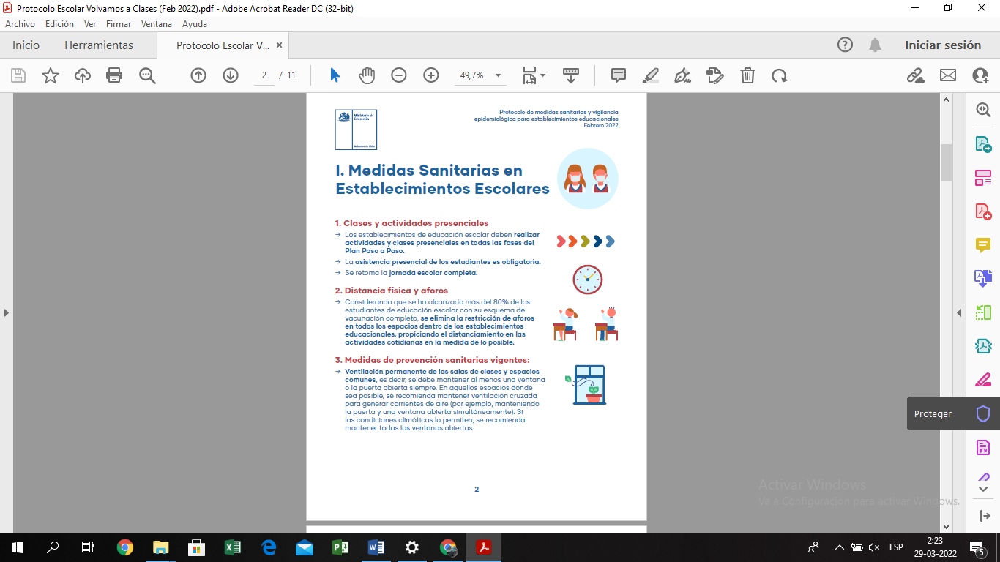 Protocolo Escolar Volvamos a Clases (Feb 2022).pdf - Adobe Acrobat Reader DC (32-bit)
Archivo Edición Ver Firmar Ventana Ayuda
Inicio Herramientas Protocolo Escolar V... × Iniciar sesión
2 / 11 49,7%
Ministerio de
Educación
Gobierno de Chile
Protocolo de medidas sanitarias y vigilancia
epidemiológica para establecimientos educacionales
Febrero 2022
I. Medidas Sanitarias en
Establecimientos Escolares
1. Clases y actividades presenciales
→ Los establecimientos de educación escolar deben realizar
actividades y clases presenciales en todas las fases del
Plan Paso a Paso.
→ La asistencia presencial de los estudiantes es obligatoria.
→ Se retoma la jornada escolar completa.
2. Distancia física y aforos
→ Considerando que se ha alcanzado más del 80% de los
estudiantes de educación escolar con su esquema de
vacunación completo, se elimina la restricción de aforos
en todos los espacios dentro de los establecimientos
educacionales, propiciando el distanciamiento en las
actividades cotidianas en la medida de lo posible.
3. Medidas de prevención sanitarias vigentes:
→ Ventilación permanente de las salas de clases y espacios
comunes, es decir, se debe mantener al menos una ventana
o la puerta abierta siempre. En aquellos espacios donde
sea posible, se recomienda mantener ventilación cruzada
para generar corrientes de aire (por ejemplo, manteniendo
la puerta y una ventana abierta simultáneamente). Si
las condiciones climáticas lo permiten, se recomienda
mantener todas las ventanas abiertas.
2
Proteger
Activar Windows
Ve a Configuración para activar Windows.
ESP
2:23
29-03-2022
5